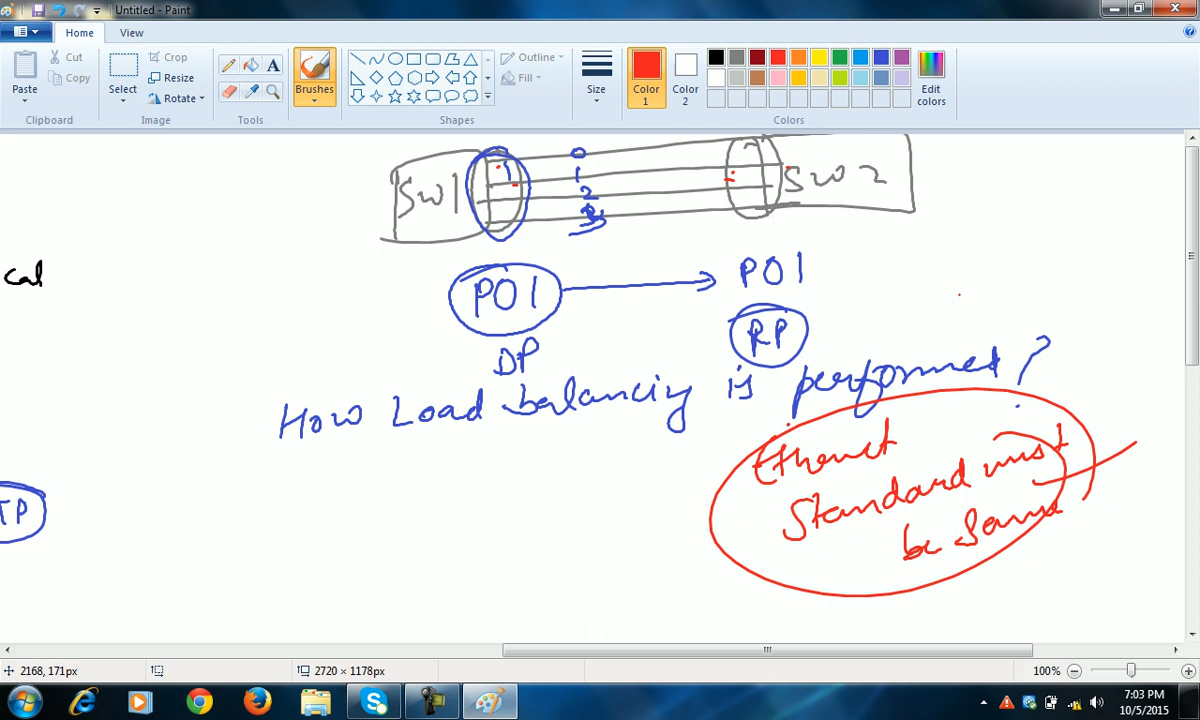 Untitled - Paint
Home View
Paste
Cut
Copy
Clipboard
Select
Crop
Resize
Rotate
Image
A
Tools
Brushes
Outline
Fill
Shapes
Size
Color 1
Color 2
Edit colors
Colors
SW1
0
1
2
3
SW2
cal
PO1
PO1
DP
RP
How Load balancing is performed?
Ethernet
Standard must
be Same
TP
2168, 171px
2720 × 1178px
100%
7:03 PM
10/5/2015